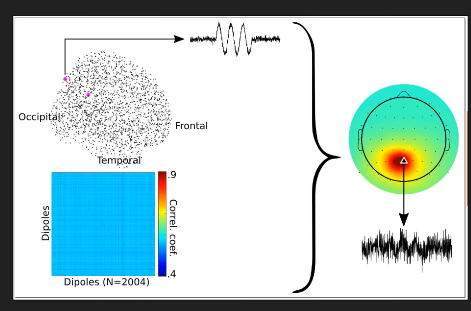 Occipital
Frontal
Temporal
Dipoles
.9
Correl. coef.
.4
Dipoles (N=2004)